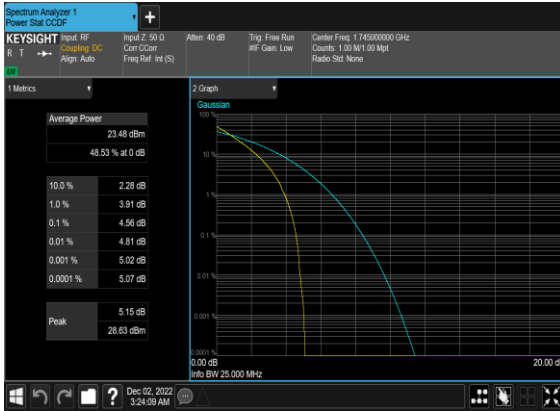 Spectrum Analyzer 1
Power Stat CCDF
+
KEYSIGHT
R T
LXI
Input: RF
Coupling: DC
Align: Auto
Input Z: 50 Ω
Corr CCorr
Freq Ref: Int (S)
Atten: 40 dB
Trig: Free Run
#IF Gain: Low
Center Freq: 1.745000000 GHz
Counts: 1.00 M/1.00 Mpt
Radio Std: None
1 Metrics
Average Power
23.48 dBm
48.53 % at 0 dB
10.0 % 2.28 dB
1.0 % 3.91 dB
0.1 % 4.56 dB
0.01 % 4.81 dB
0.001 % 5.02 dB
0.0001 % 5.07 dB
Peak
5.15 dB
28.63 dBm
2 Graph
Gaussian
100 %
10 %
1 %
0.1 %
0.01 %
0.001 %
0.0001 %
0.00 dB
20.00 d
Info BW 25.000 MHz
?
Dec 02, 2022
3:24:09 AM